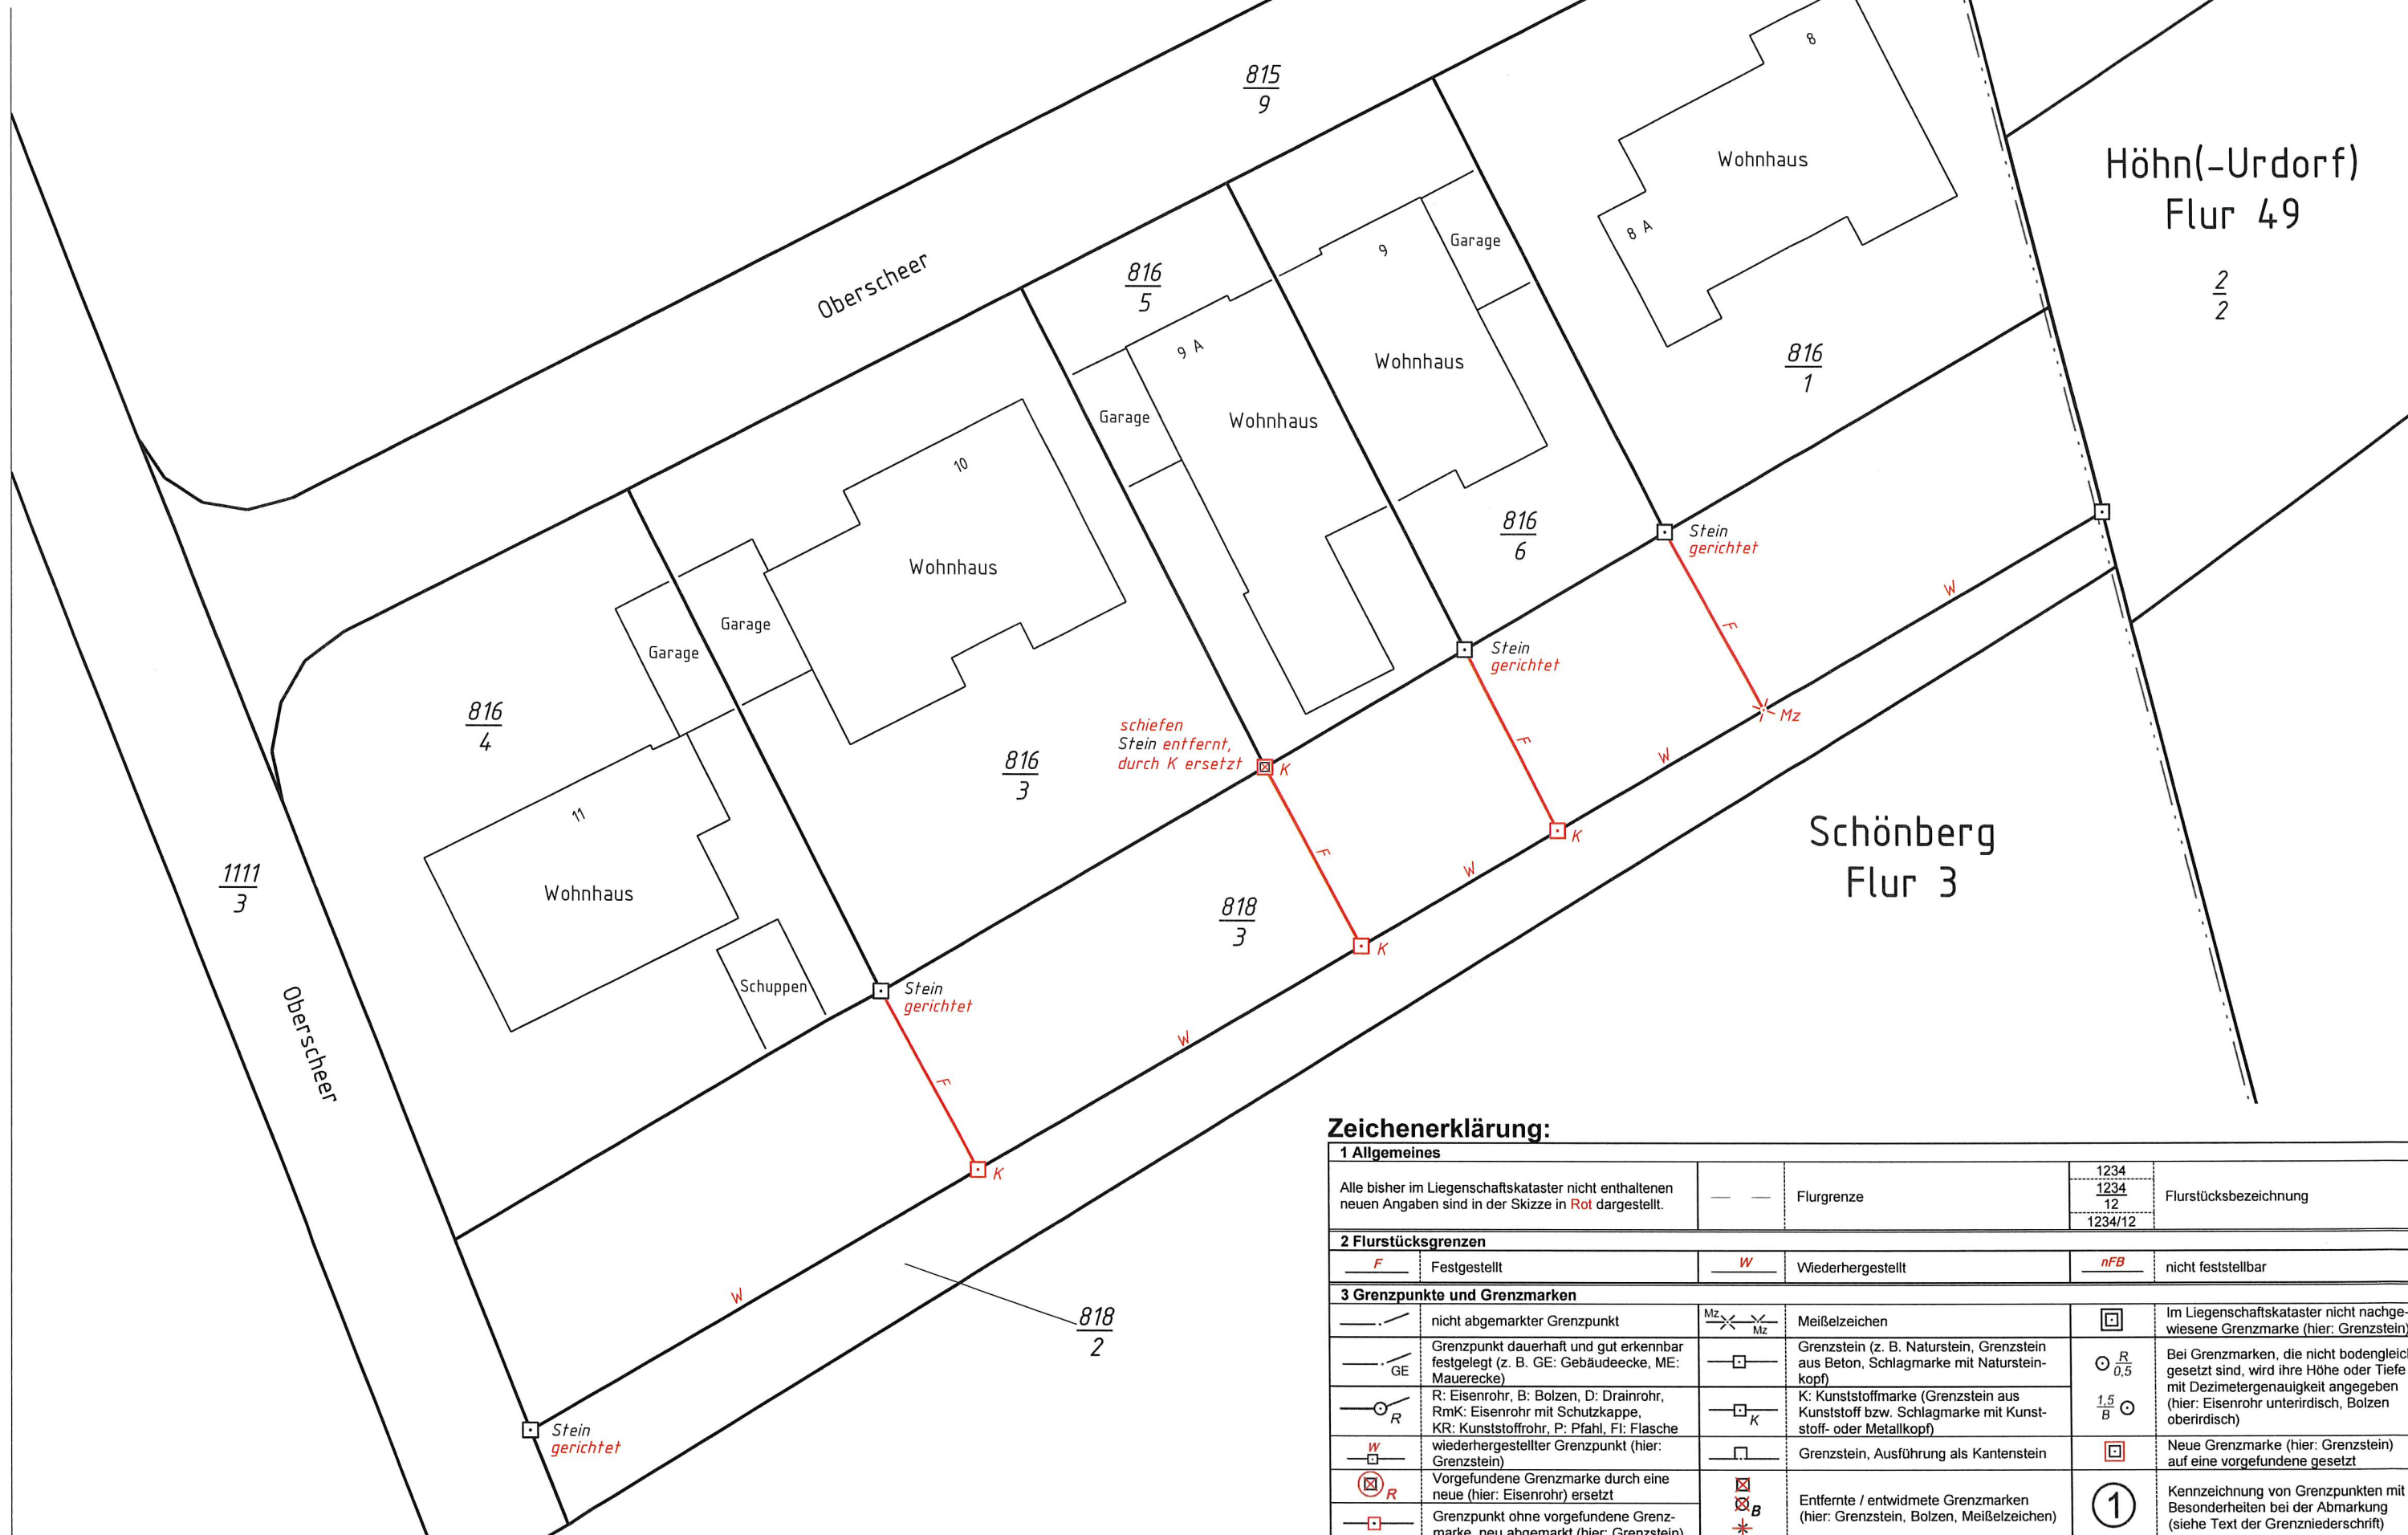 815
9
8
Wohnhaus
8 A
Höhn(-Urdorf)
Flur 49
2
2
Oberscheer
816
5
9
Garage
9 A
Wohnhaus
816
1
Garage
Wohnhaus
10
Wohnhaus
816
6
Stein
gerichtet
W
F
Garage
Garage
Stein
gerichtet
816
4
Mz
schiefen
Stein entfernt,
durch K ersetzt
K
F
W
816
3
11
K
Schönberg
Flur 3
F
W
1111
3
Wohnhaus
818
3
K
Schuppen
Stein
gerichtet
Oberscheer
W
F
K
W
818
2
Stein
gerichtet
Zeichenerklärung:
1 Allgemeines
Alle bisher im Liegenschaftskataster nicht enthaltenen
neuen Angaben sind in der Skizze in Rot dargestellt.
Flurgrenze
1234
1234
12
1234/12
Flurstücksbezeichnung
2 Flurstücksgrenzen
F
Festgestellt
W
Wiederhergestellt
nFB
nicht feststellbar
3 Grenzpunkte und Grenzmarken
nicht abgemarkter Grenzpunkt
Mz
Mz
Meißelzeichen
Im Liegenschaftskataster nicht nachge-
wiesene Grenzmarke (hier: Grenzstein)
GE
Grenzpunkt dauerhaft und gut erkennbar
festgelegt (z. B. GE: Gebäudeecke, ME:
Mauerecke)
Grenzstein (z. B. Naturstein, Grenzstein
aus Beton, Schlagmarke mit Naturstein-
kopf)
R
0,5
1,5
B
Bei Grenzmarken, die nicht bodengleich
gesetzt sind, wird ihre Höhe oder Tiefe
mit Dezimetergenauigkeit angegeben
(hier: Eisenrohr unterirdisch, Bolzen
oberirdisch)
R
R: Eisenrohr, B: Bolzen, D: Drainrohr,
RmK: Eisenrohr mit Schutzkappe,
KR: Kunststoffrohr, P: Pfahl, Fl: Flasche
K
K: Kunststoffmarke (Grenzstein aus
Kunststoff bzw. Schlagmarke mit Kunst-
stoff- oder Metallkopf)
W
wiederhergestellter Grenzpunkt (hier:
Grenzstein)
Grenzstein, Ausführung als Kantenstein
Neue Grenzmarke (hier: Grenzstein)
auf eine vorgefundene gesetzt
R
Vorgefundene Grenzmarke durch eine
neue (hier: Eisenrohr) ersetzt
B
Entfernte / entwidmete Grenzmarken
(hier: Grenzstein, Bolzen, Meißelzeichen)
1
Kennzeichnung von Grenzpunkten mit
Besonderheiten bei der Abmarkung
(siehe Text der Grenzniederschrift)
Grenzpunkt ohne vorgefundene Grenz-
marke, neu abgemarkt (hier: Grenzstein)